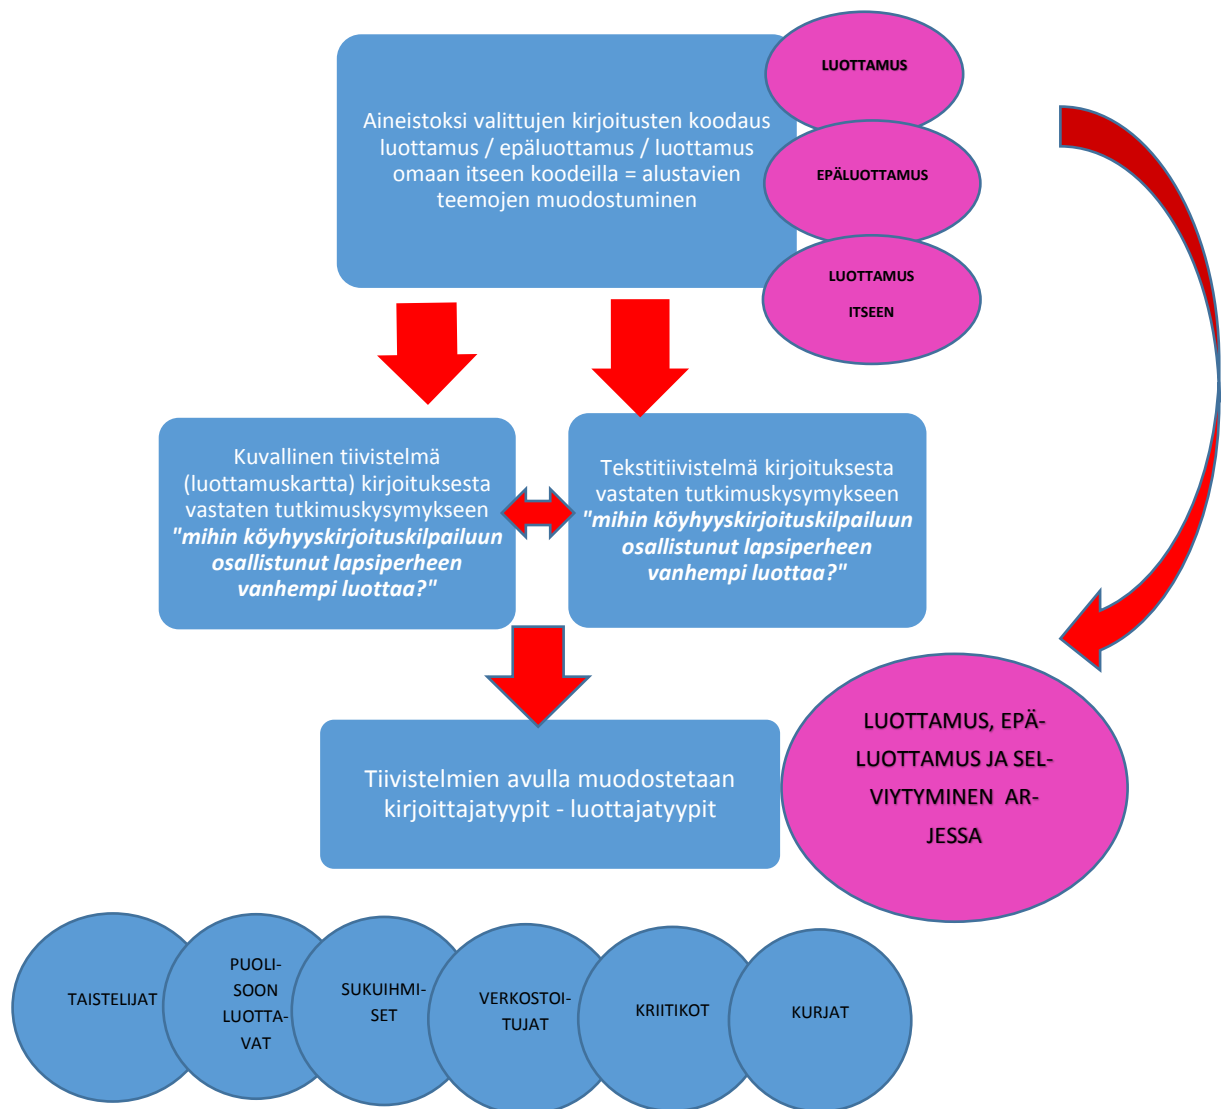 Aineistoksi valittujen kirjoitusten koodaus
luottamus / epäluottamus / luottamus
omaan itseen koodeilla = alustavien
teemojen muodostuminen
LUOTTAMUS
EPÄLUOTTAMUS
LUOTTAMUS
ITSEEN
Kuvallinen tiivistelmä
(luottamuskartta) kirjoituksesta
vastaten tutkimuskysymykseen
"mihin köyhyyskirjoituskilpailuun
osallistunut lapsiperheen
vanhempi luottaa?"
Tekstitiivistelmä kirjoituksesta
vastaten tutkimuskysymykseen
"mihin köyhyyskirjoituskilpailuun
osallistunut lapsiperheen
vanhempi luottaa?"
Tiivistelmien avulla muodostetaan
kirjoittajatyypit - luottajatyypit
LUOTTAMUS, EPÄ-
LUOTTAMUS JA SEL-
VIYTYMINEN AR-
JESSA
TAISTELIJAT
PUOLI-
SOON
LUOTTA-
VAT
SUKUIHMI-
SET
VERKOSTOI-
TUJAT
KRIITIKOT
KURJAT